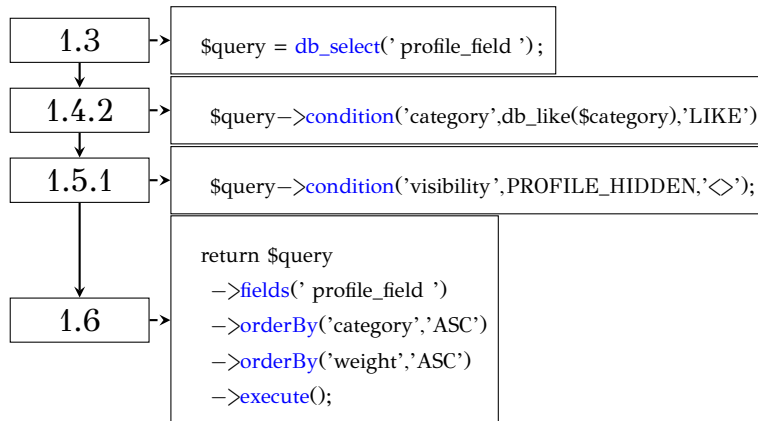 1.3
$query = db_select(' profile_field ');
1.4.2
$query−>condition('category',db_like($category),'LIKE')
1.5.1
$query−>condition('visibility',PROFILE_HIDDEN,'<>');
1.6
return $query
−>fields(' profile_field ')
−>orderBy('category','ASC')
−>orderBy('weight','ASC')
−>execute();